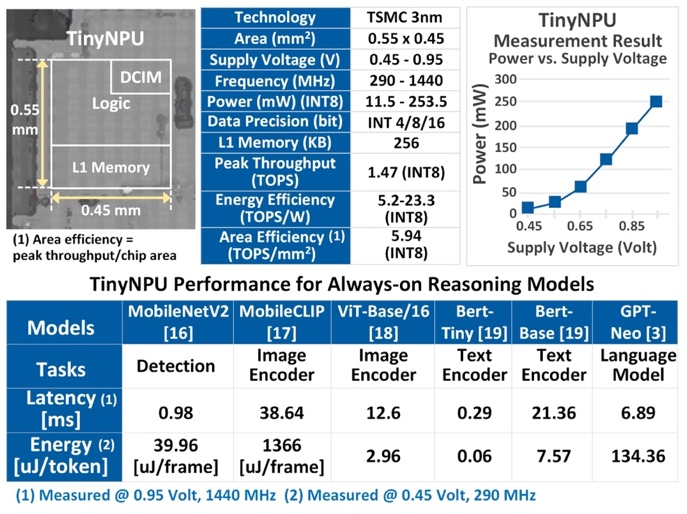 TinyNPU
DCIM
Logic
0.55
mm
L1 Memory
0.45 mm
(1) Area efficiency =
peak throughput/chip area
Technology TSMC 3nm
Area (mm²) 0.55 x 0.45
Supply Voltage (V) 0.45 - 0.95
Frequency (MHz) 290 - 1440
Power (mW) (INT8) 11.5 - 253.5
Data Precision (bit) INT 4/8/16
L1 Memory (KB) 256
Peak Throughput
(TOPS) 1.47 (INT8)
Energy Efficiency
(TOPS/W) 5.2-23.3
(INT8)
Area Efficiency (1)
(TOPS/mm²) 5.94
(INT8)
TinyNPU
Measurement Result
Power vs. Supply Voltage
Power (mW)
300
250
200
150
100
50
0
0.45 0.65 0.85
Supply Voltage (Volt)
TinyNPU Performance for Always-on Reasoning Models
Models MobileNetV2 [16] MobileCLIP [17] ViT-Base/16 [18] Bert-Tiny [19] Bert-Base [19] GPT-Neo [3]
Tasks Detection Image Encoder Image Encoder Text Encoder Text Encoder Language Model
Latency (1) [ms] 0.98 38.64 12.6 0.29 21.36 6.89
Energy (2) [uJ/token] 39.96 [uJ/frame] 1366 [uJ/frame] 2.96 0.06 7.57 134.36
(1) Measured @ 0.95 Volt, 1440 MHz (2) Measured @ 0.45 Volt, 290 MHz